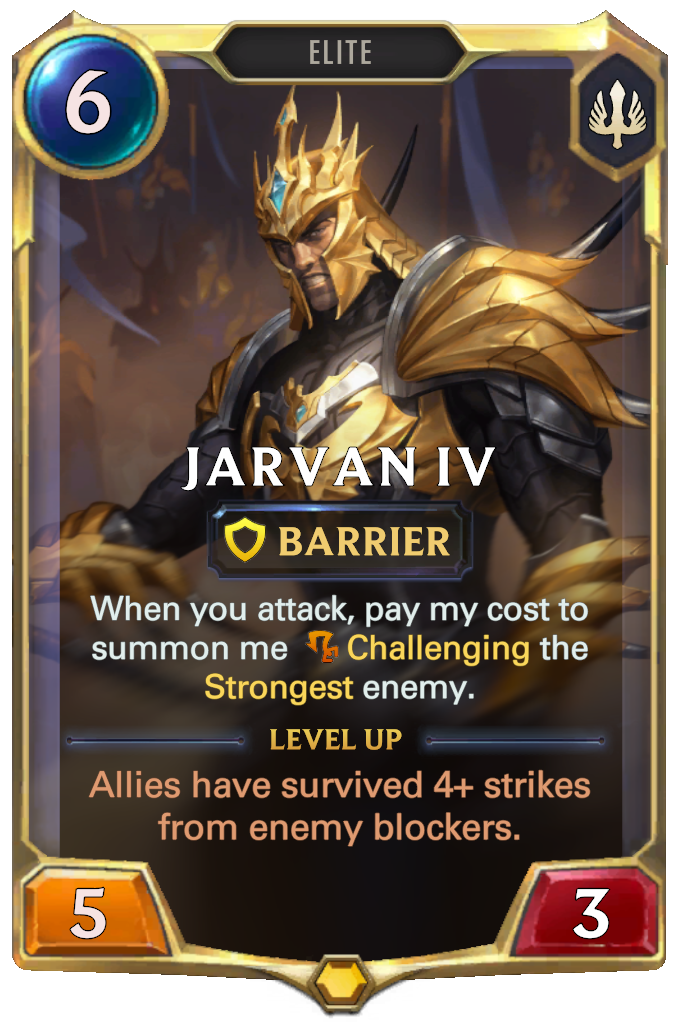 ELITE
6
JARVAN IV
BARRIER
When you attack, pay my cost to
summon me Challenging the
Strongest enemy.
LEVEL UP
Allies have survived 4+ strikes
from enemy blockers.
5
3